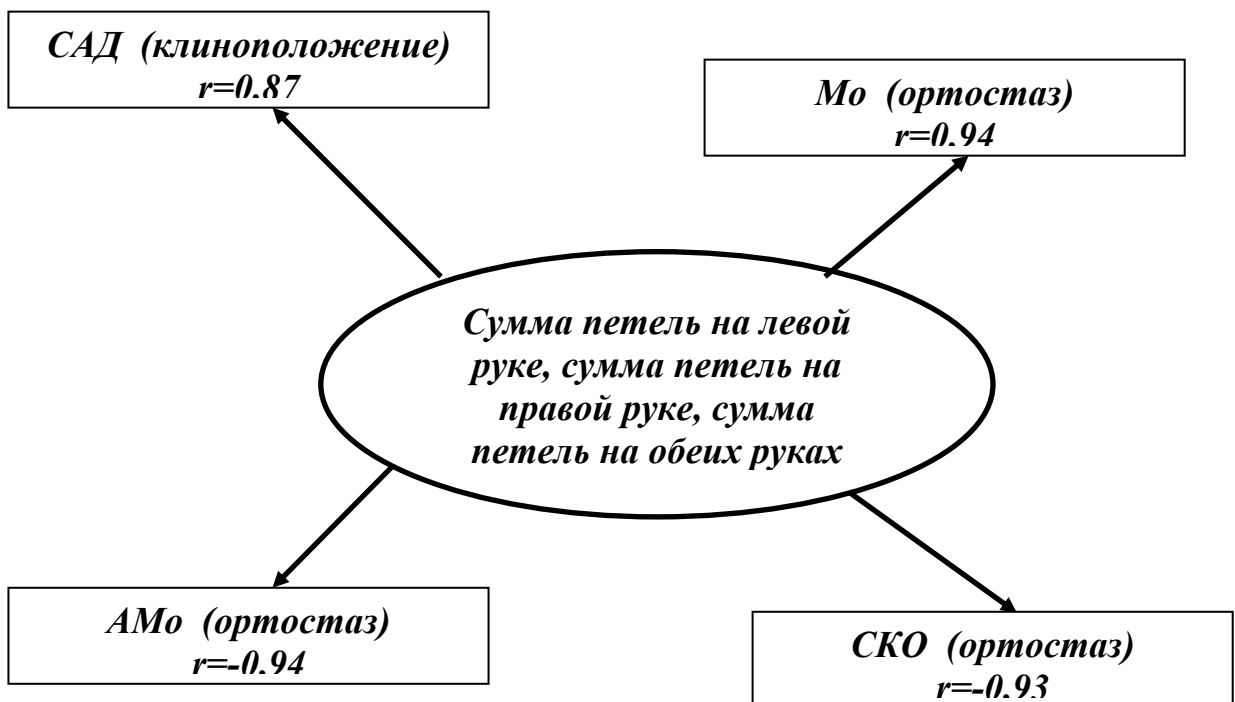 САД (клиноположение)
r=0.87
Мо (ортостаз)
r=0.94
Сумма петель на левой
руке, сумма петель на
правой руке, сумма
петель на обеих руках
АМо (ортостаз)
r=-0.94
СКО (ортостаз)
r=-0.93